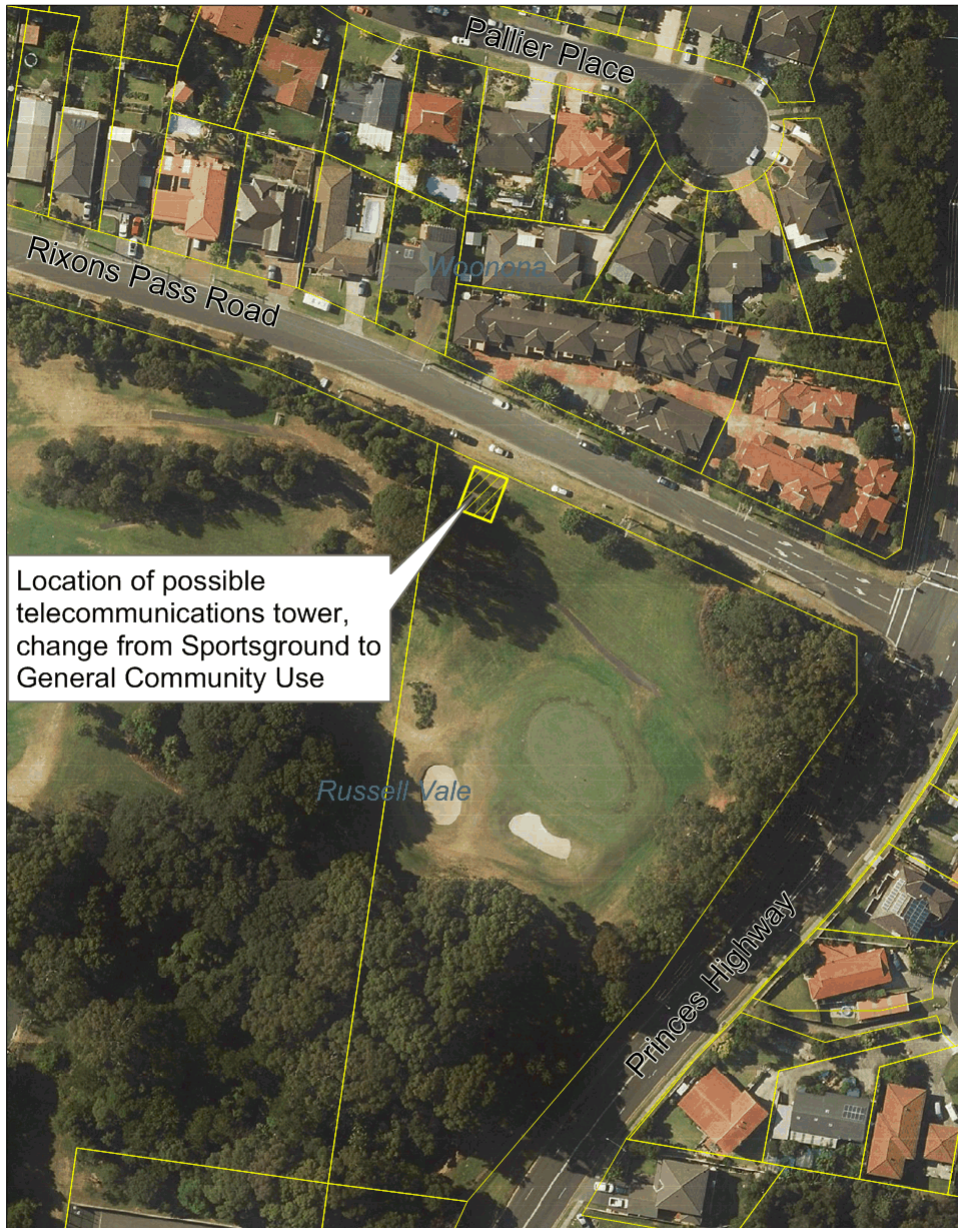 Pallier Place
Woonona
Rixons Pass Road
Location of possible
telecommunications tower,
change from Sportsground to
General Community Use
Russell Vale
Princes Highway